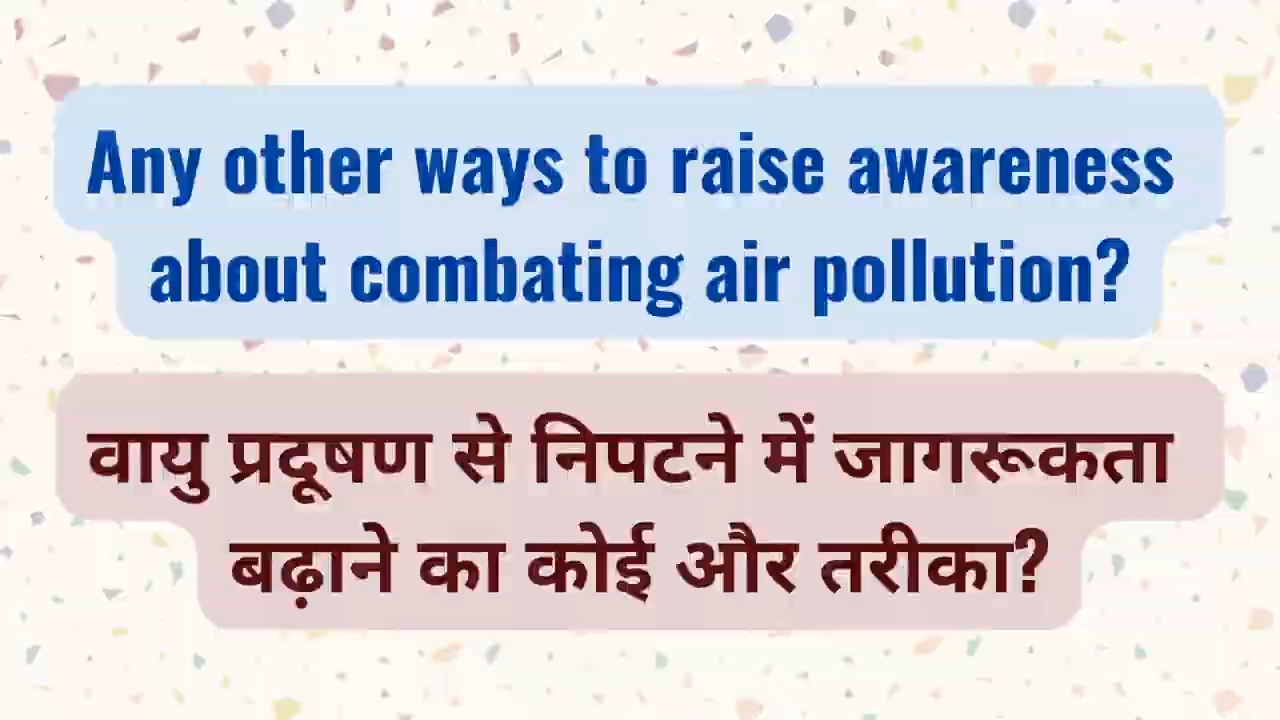 Any other ways to raise awareness
about combating air pollution?
वायु प्रदूषण से निपटने में जागरूकता
बढ़ाने का कोई और तरीका?